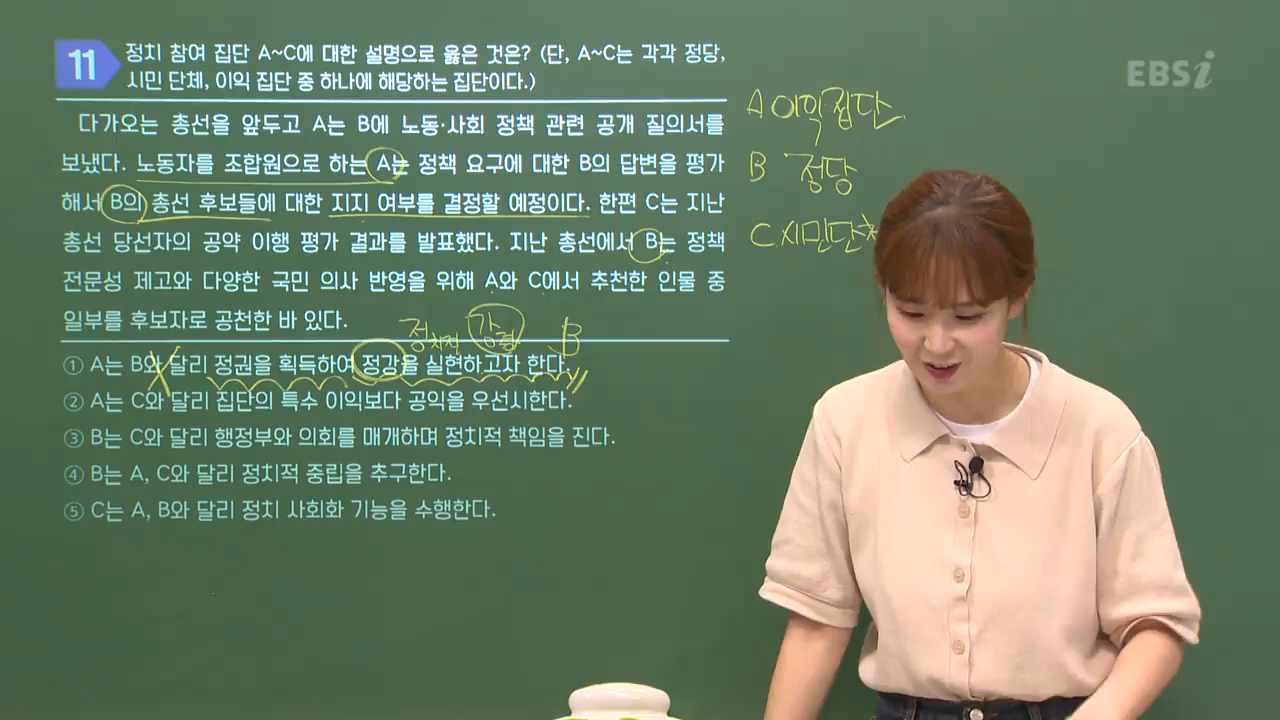 11
정치 참여 집단 A~C에 대한 설명으로 옳은 것은? (단, A~C는 각각 정당,
시민 단체, 이익 집단 중 하나에 해당하는 집단이다.)
다가오는 총선을 앞두고 A는 B에 노동·사회 정책 관련 공개 질의서를
보냈다. 노동자를 조합원으로 하는 A는 정책 요구에 대한 B의 답변을 평가
해서 B의 총선 후보들에 대한 지지 여부를 결정할 예정이다. 한편 C는 지난
총선 당선자의 공약 이행 평가 결과를 발표했다. 지난 총선에서 B는 정책
전문성 제고와 다양한 국민 의사 반영을 위해 A와 C에서 추천한 인물 중
일부를 후보자로 공천한 바 있다.
정치적 강령 B
① A는 B와 달리 정권을 획득하여 정강을 실현하고자 한다.
② A는 C와 달리 집단의 특수 이익보다 공익을 우선시한다.
③ B는 C와 달리 행정부와 의회를 매개하며 정치적 책임을 진다.
④ B는 A, C와 달리 정치적 중립을 추구한다.
⑤ C는 A, B와 달리 정치 사회화 기능을 수행한다.
A 이익집단.
B 정당
C. 시민단체
EBSi